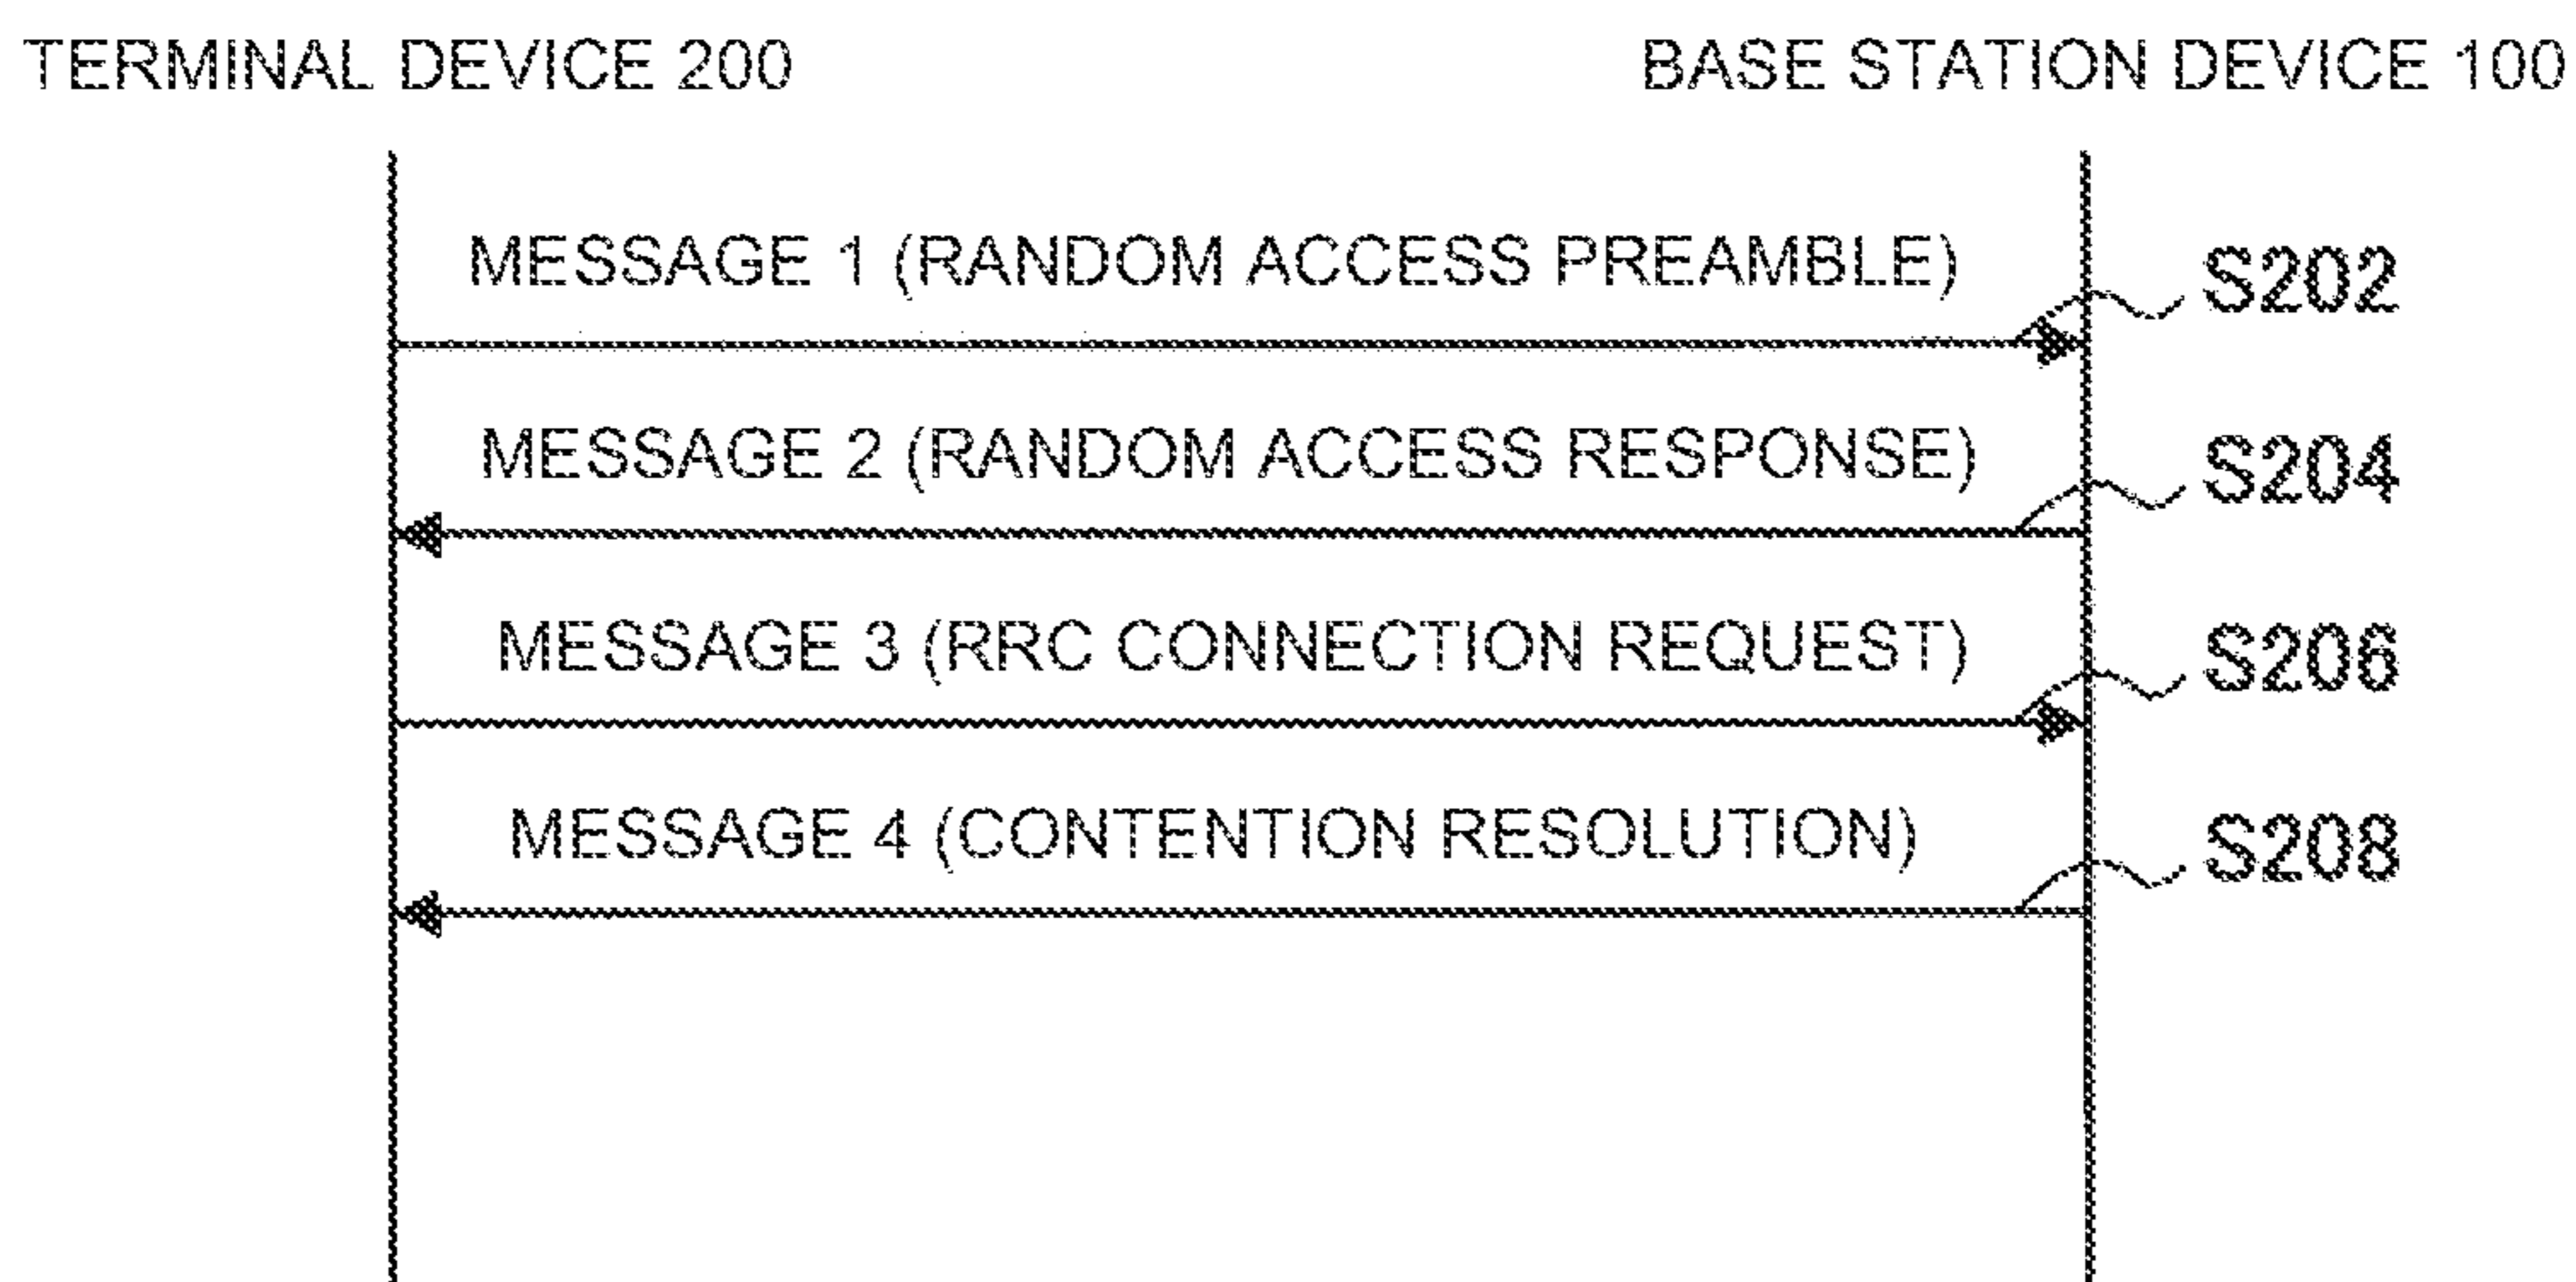 TERMINAL DEVICE 200 BASE STATION DEVICE 100
MESSAGE 1 (RANDOM ACCESS PREAMBLE) S202
MESSAGE 2 (RANDOM ACCESS RESPONSE) S204
MESSAGE 3 (RRC CONNECTION REQUEST) S206
MESSAGE 4 (CONTENTION RESOLUTION) S208